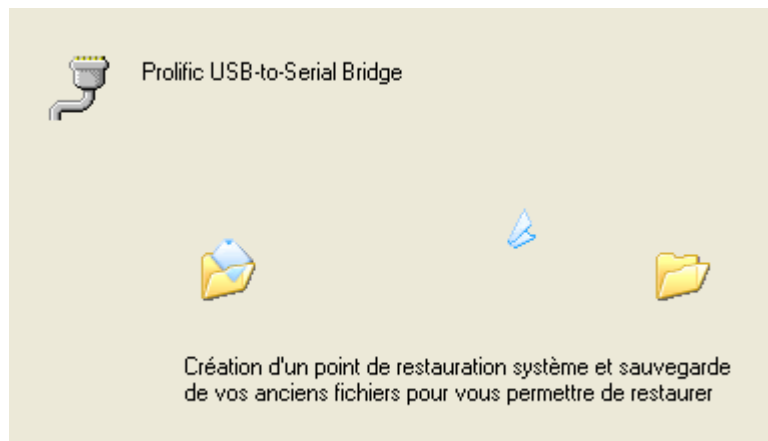 Prolific USB-to-Serial Bridge
Création d'un point de restauration système et sauvegarde
de vos anciens fichiers pour vous permettre de restaurer